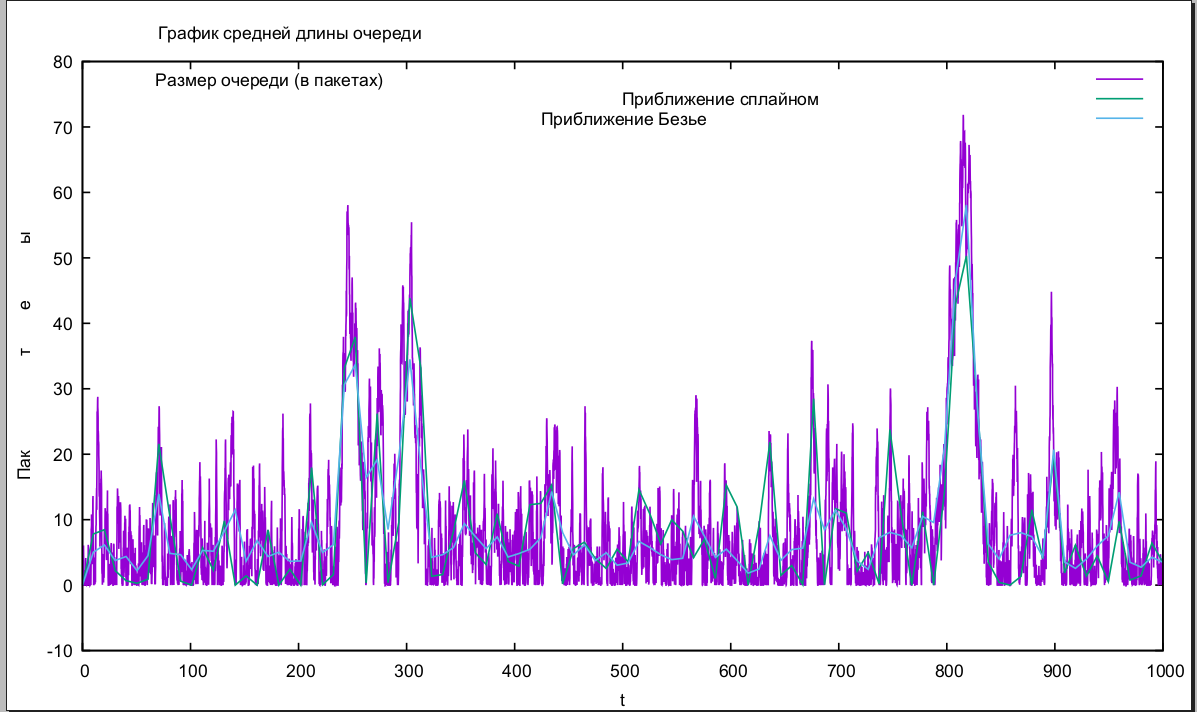 График средней длины очереди
80
Размер очереди (в пакетах)
Приближение сплайном
Приближение Безье
70
60
50
40
30
20
10
0
-10
Пак т е ы
0 100 200 300 400 500 600 700 800 900 1000
t